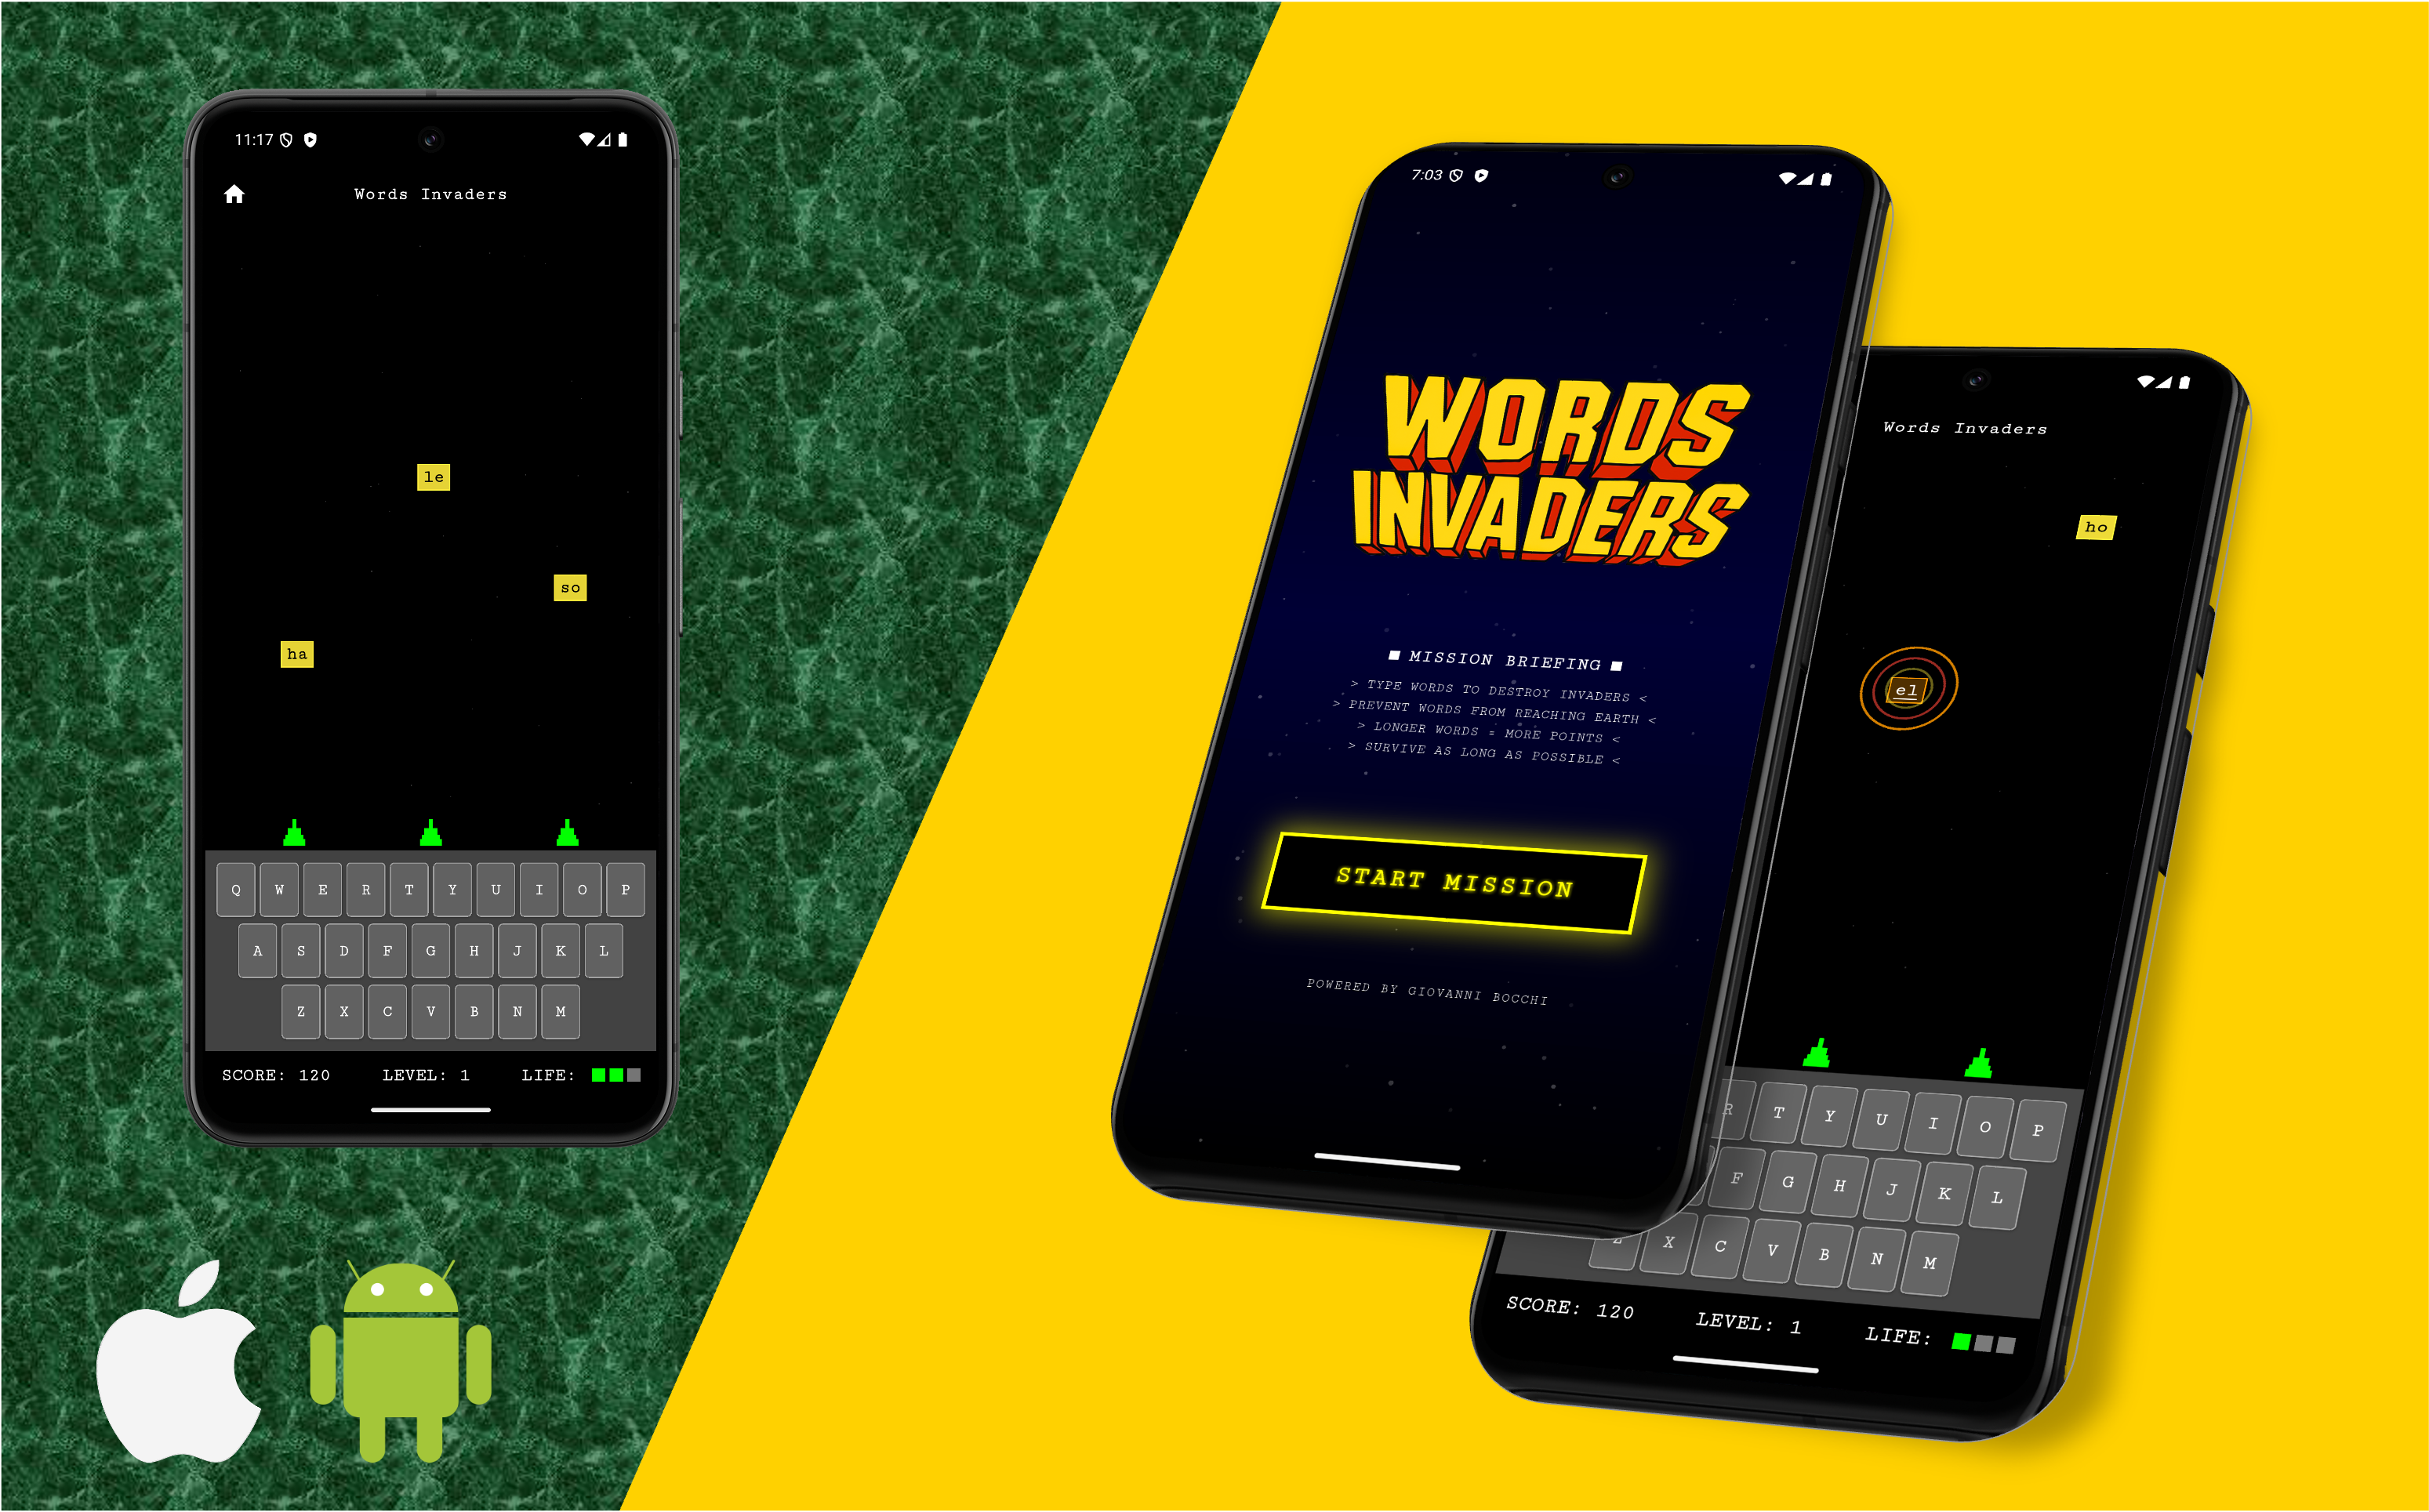 11:17
Words Invaders
le
so
ha
Q W E R T Y U I O P
A S D F G H J K L
Z X C V B N M
SCORE: 120 LEVEL: 1 LIFE:
7:03
WORDS
INVADERS
■ MISSION BRIEFING ■
> TYPE WORDS TO DESTROY INVADERS <
> PREVENT WORDS FROM REACHING EARTH <
> LONGER WORDS = MORE POINTS <
> SURVIVE AS LONG AS POSSIBLE <
START MISSION
POWERED BY GIOVANNI BOCCHI
Words Invaders
ho
el
R T Y U I O P
F G H J K L
Z X C V B N M
SCORE: 120 LEVEL: 1 LIFE: